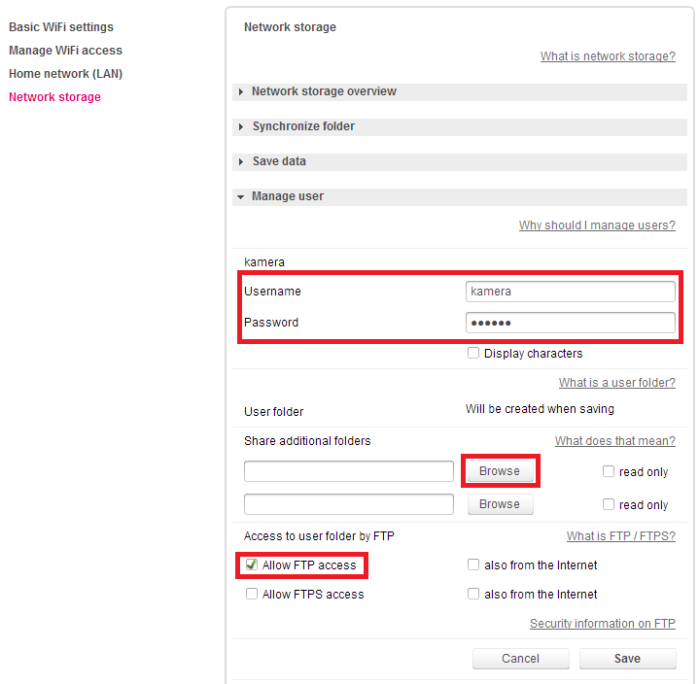 Basic WiFi settings
Manage WiFi access
Home network (LAN)
Network storage
Network storage
What is network storage?
Network storage overview
Synchronize folder
Save data
Manage user
Why should I manage users?
kamera
Username kamera
Password ●●●●●●
Display characters
What is a user folder?
User folder Will be created when saving
Share additional folders What does that mean?
Browse read only
Browse read only
Access to user folder by FTP What is FTP / FTPS?
Allow FTP access also from the Internet
Allow FTPS access also from the Internet
Security information on FTP
Cancel Save